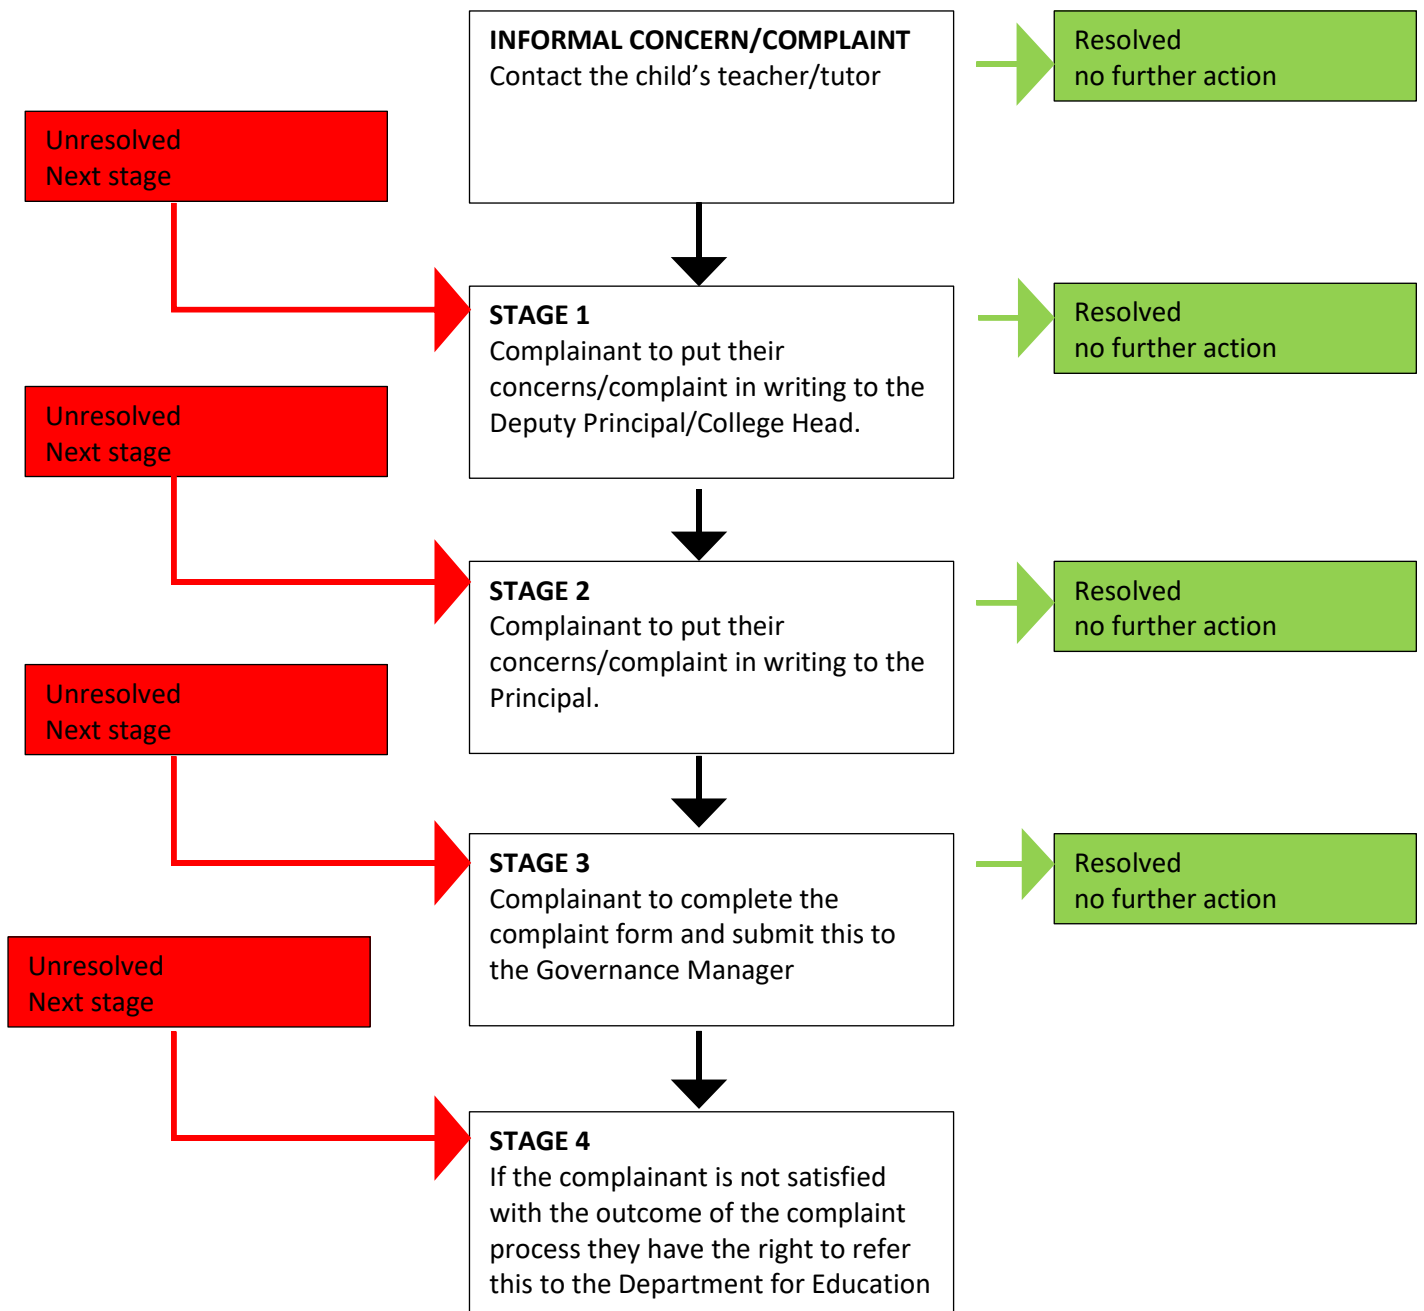 INFORMAL CONCERN/COMPLAINT
Contact the child’s teacher/tutor
Resolved
no further action
Unresolved
Next stage
STAGE 1
Complainant to put their
concerns/complaint in writing to the
Deputy Principal/College Head.
Resolved
no further action
Unresolved
Next stage
STAGE 2
Complainant to put their
concerns/complaint in writing to the
Principal.
Resolved
no further action
Unresolved
Next stage
STAGE 3
Complainant to complete the
complaint form and submit this to
the Governance Manager
Resolved
no further action
Unresolved
Next stage
STAGE 4
If the complainant is not satisfied
with the outcome of the complaint
process they have the right to refer
this to the Department for Education